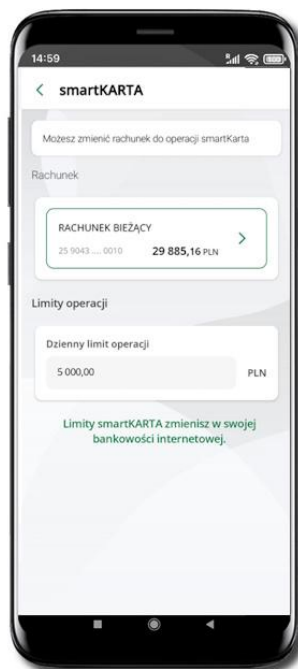 14:59
smartKARTA
Możesz zmienić rachunek do operacji smartKarta
Rachunek
RACHUNEK BIEŻĄCY
25 9043 .... 0010 29 885,16 PLN
Limity operacji
Dzienny limit operacji
5 000,00 PLN
Limity smartKARTA zmienisz w swojej
bankowości internetowej.